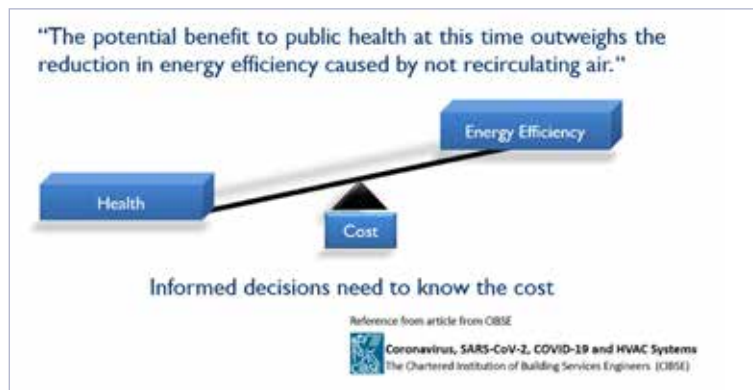 “The potential benefit to public health at this time outweighs the
reduction in energy efficiency caused by not recirculating air.“
Energy Efficiency
Health
Cost
Informed decisions need to know the cost
Reference from article from CIBSE
Coronavirus, SARS-CoV-2, COVID-19 and HVAC Systems
The Chartered Institution of Building Services Engineers (CIBSE)